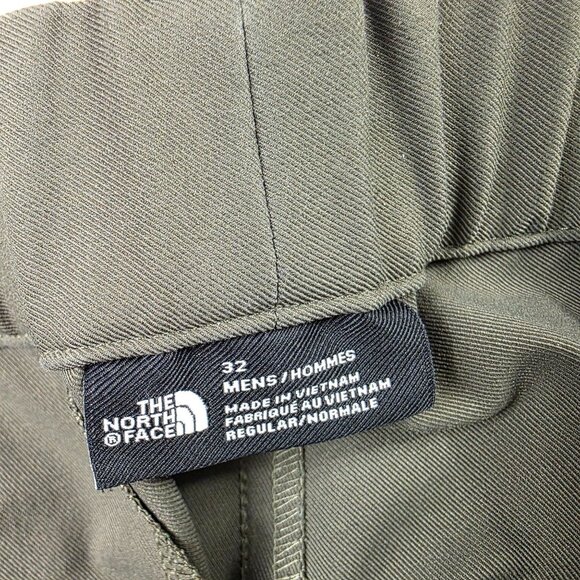 THE
NORTH
® FACE
32
MENS/HOMMES
MADE IN VIETNAM
FABRIQUÉ AU VIETNAM
REGULAR/NORMALE